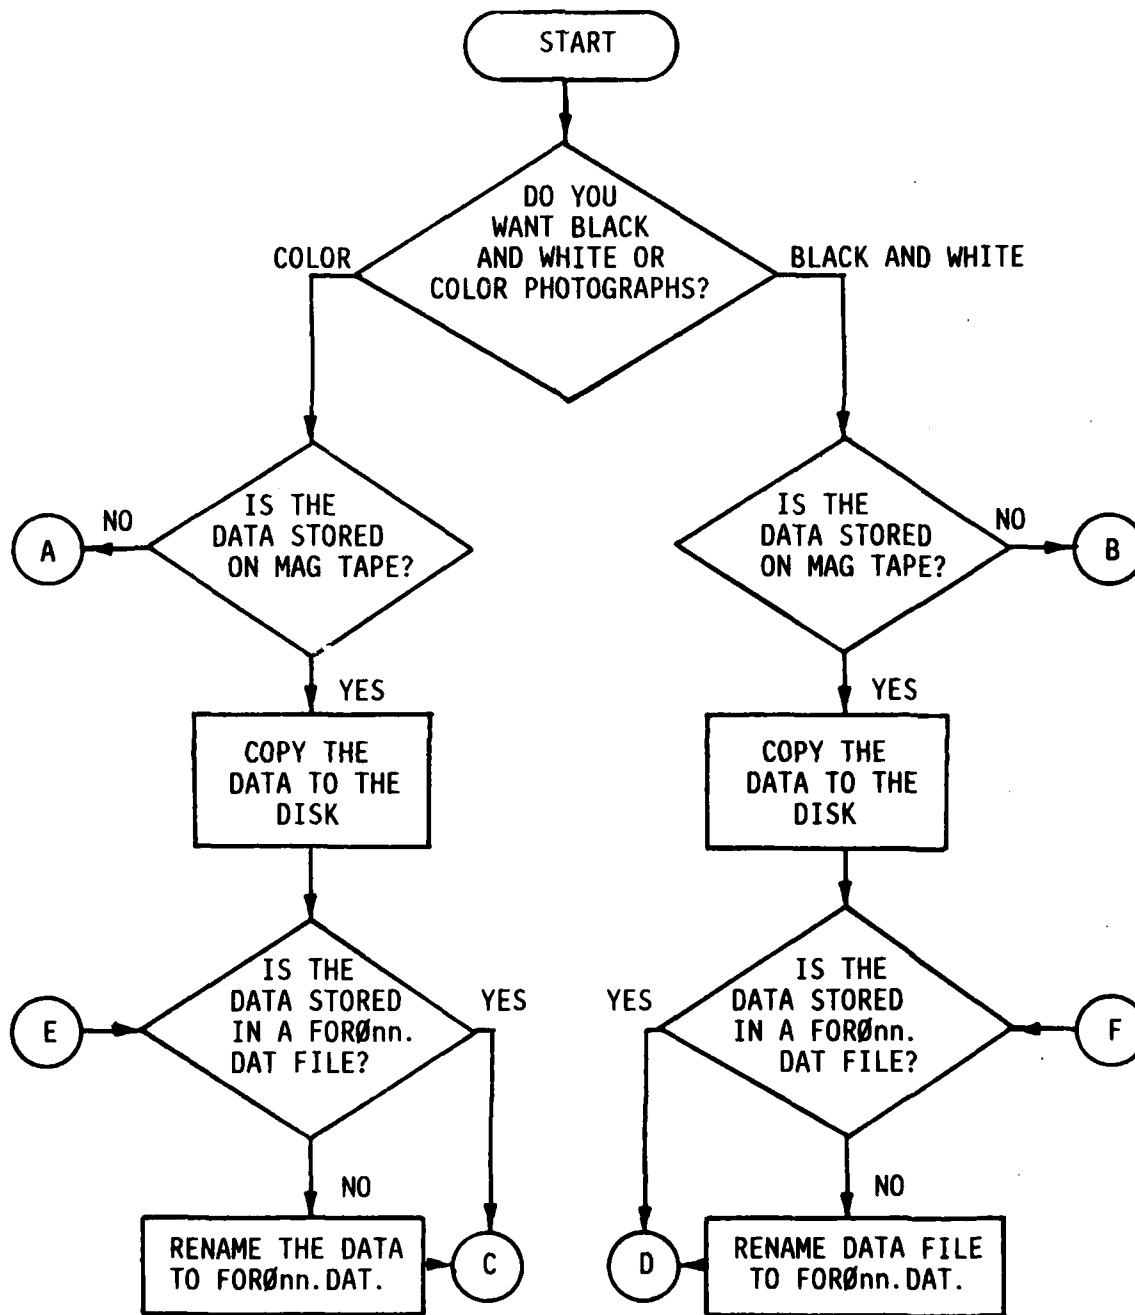 START
DO YOU
WANT BLACK
AND WHITE OR
COLOR PHOTOGRAPHS?
COLOR
BLACK AND WHITE
IS THE
DATA STORED
ON MAG TAPE?
NO
A
IS THE
DATA STORED
ON MAG TAPE?
NO
B
YES
COPY THE
DATA TO THE
DISK
YES
COPY THE
DATA TO THE
DISK
IS THE
DATA STORED
IN A FORØnn.
DAT FILE?
YES
E
IS THE
DATA STORED
IN A FORØnn.
DAT FILE?
YES
F
NO
RENAME THE DATA
TO FORØnn.DAT.
C
NO
D
RENAME DATA FILE
TO FORØnn.DAT.